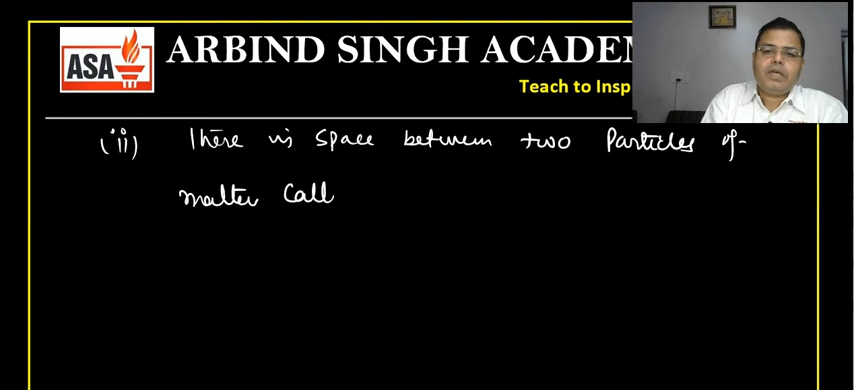 ASA
ARBIND SINGH ACADEM
Teach to Insp
(ii) There is space between two Particles of
matter Call